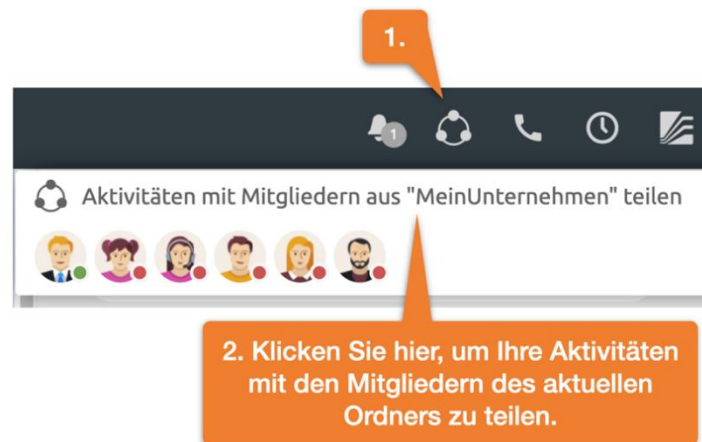 1.
1
Aktivitäten mit Mitgliedern aus "MeinUnternehmen" teilen
2. Klicken Sie hier, um Ihre Aktivitäten
mit den Mitgliedern des aktuellen
Ordners zu teilen.